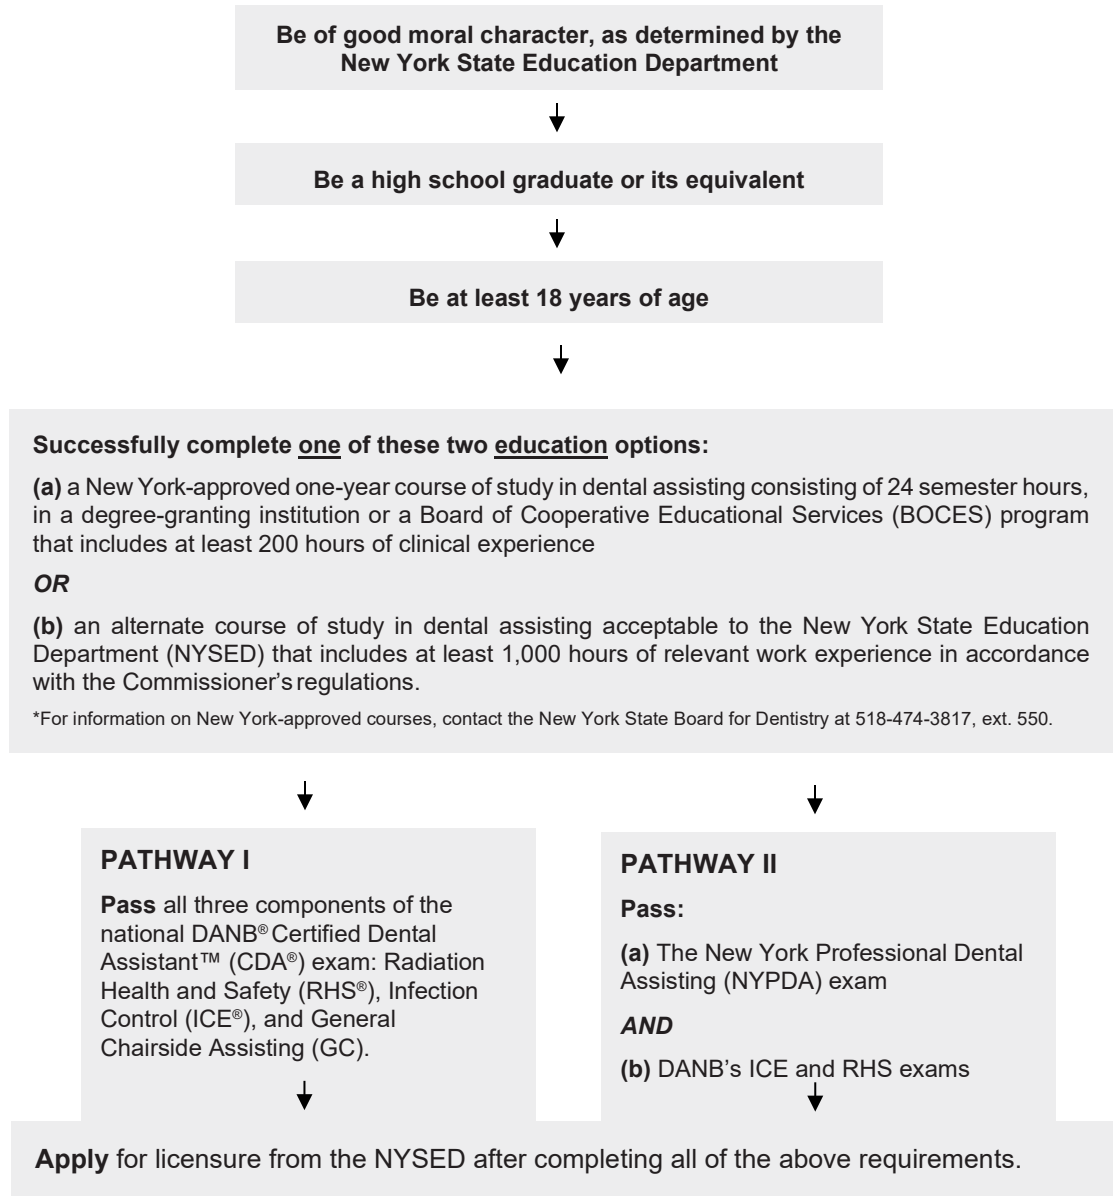 Be of good moral character, as determined by the
New York State Education Department
Be a high school graduate or its equivalent
Be at least 18 years of age
Successfully complete one of these two education options:
(a) a New York-approved one-year course of study in dental assisting consisting of 24 semester hours,
in a degree-granting institution or a Board of Cooperative Educational Services (BOCES) program
that includes at least 200 hours of clinical experience
OR
(b) an alternate course of study in dental assisting acceptable to the New York State Education
Department (NYSED) that includes at least 1,000 hours of relevant work experience in accordance
with the Commissioner's regulations.
*For information on New York-approved courses, contact the New York State Board for Dentistry at 518-474-3817, ext. 550.
PATHWAY I
Pass all three components of the
national DANB® Certified Dental
Assistant™ (CDA®) exam: Radiation
Health and Safety (RHS®), Infection
Control (ICE®), and General
Chairside Assisting (GC).
PATHWAY II
Pass:
(a) The New York Professional Dental
Assisting (NYPDA) exam
AND
(b) DANB's ICE and RHS exams
Apply for licensure from the NYSED after completing all of the above requirements.